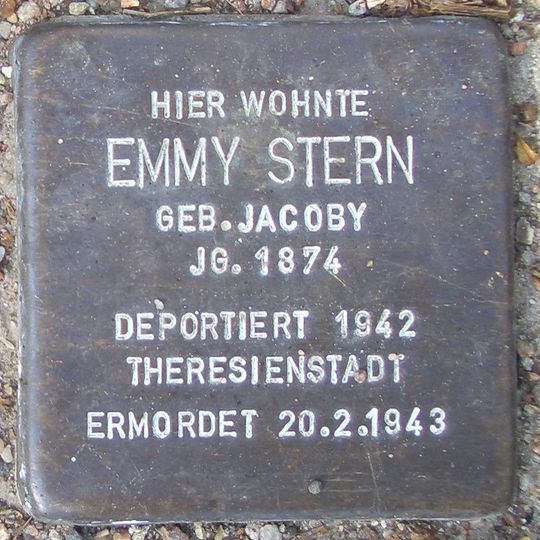 HIER WOHNTE
EMMY STERN
GEB. JACOBY
JG. 1874
DEPORTIERT 1942
THERESIENSTADT
ERMORDET 20.2.1943